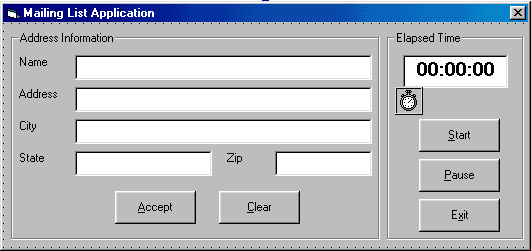 Mailing List Application
Address Information
Name
Address
City
State Zip
Accept Clear
Elapsed Time
00:00:00
Start
Pause
Exit